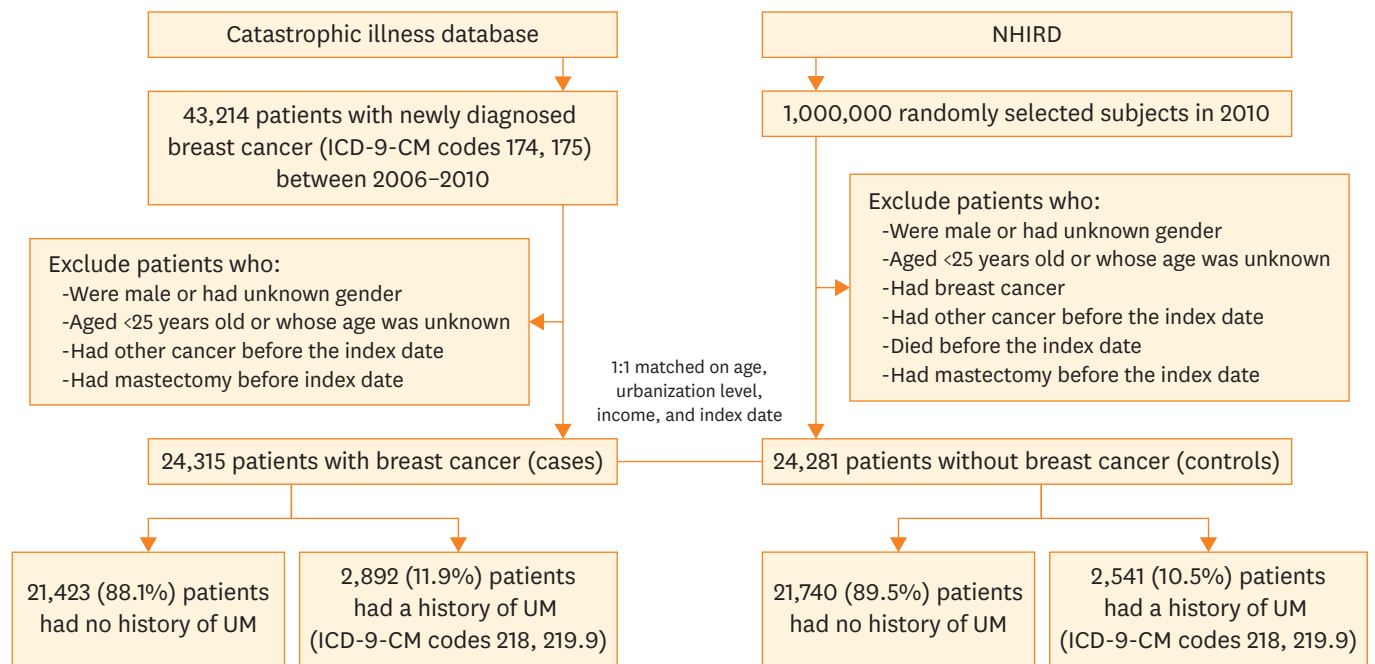 Catastrophic illness database
43,214 patients with newly diagnosed
breast cancer (ICD-9-CM codes 174, 175)
between 2006–2010
Exclude patients who:
-Were male or had unknown gender
-Aged <25 years old or whose age was unknown
-Had other cancer before the index date
-Had mastectomy before index date
NHIRD
1,000,000 randomly selected subjects in 2010
Exclude patients who:
-Were male or had unknown gender
-Aged <25 years old or whose age was unknown
-Had breast cancer
-Had other cancer before the index date
-Died before the index date
-Had mastectomy before the index date
1:1 matched on age,
urbanization level,
income, and index date
24,315 patients with breast cancer (cases)
24,281 patients without breast cancer (controls)
21,423 (88.1%) patients
had no history of UM
2,892 (11.9%) patients
had a history of UM
(ICD-9-CM codes 218, 219.9)
21,740 (89.5%) patients
had no history of UM
2,541 (10.5%) patients
had a history of UM
(ICD-9-CM codes 218, 219.9)